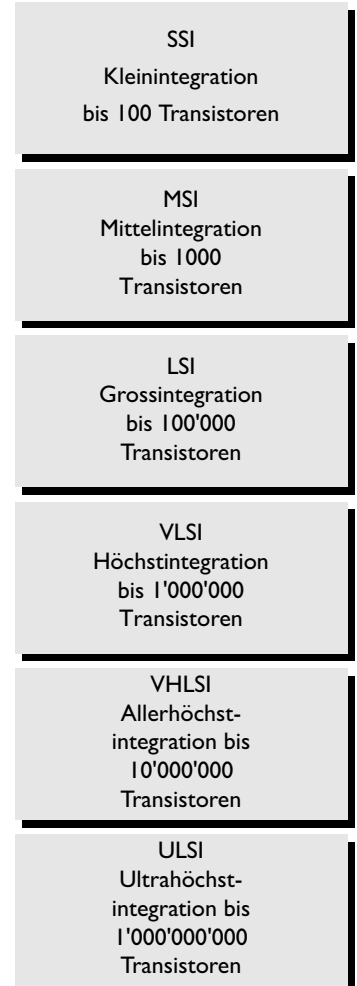 SSI
Kleinintegration
bis 100 Transistoren
MSI
Mittelintegration
bis 1000
Transistoren
LSI
Grossintegration
bis 100'000
Transistoren
VLSI
Höchstintegration
bis 1'000'000
Transistoren
VHLSI
Allerhöchst-
integration bis
10'000'000
Transistoren
ULSI
Ultrahöchst-
integration bis
1'000'000'000
Transistoren